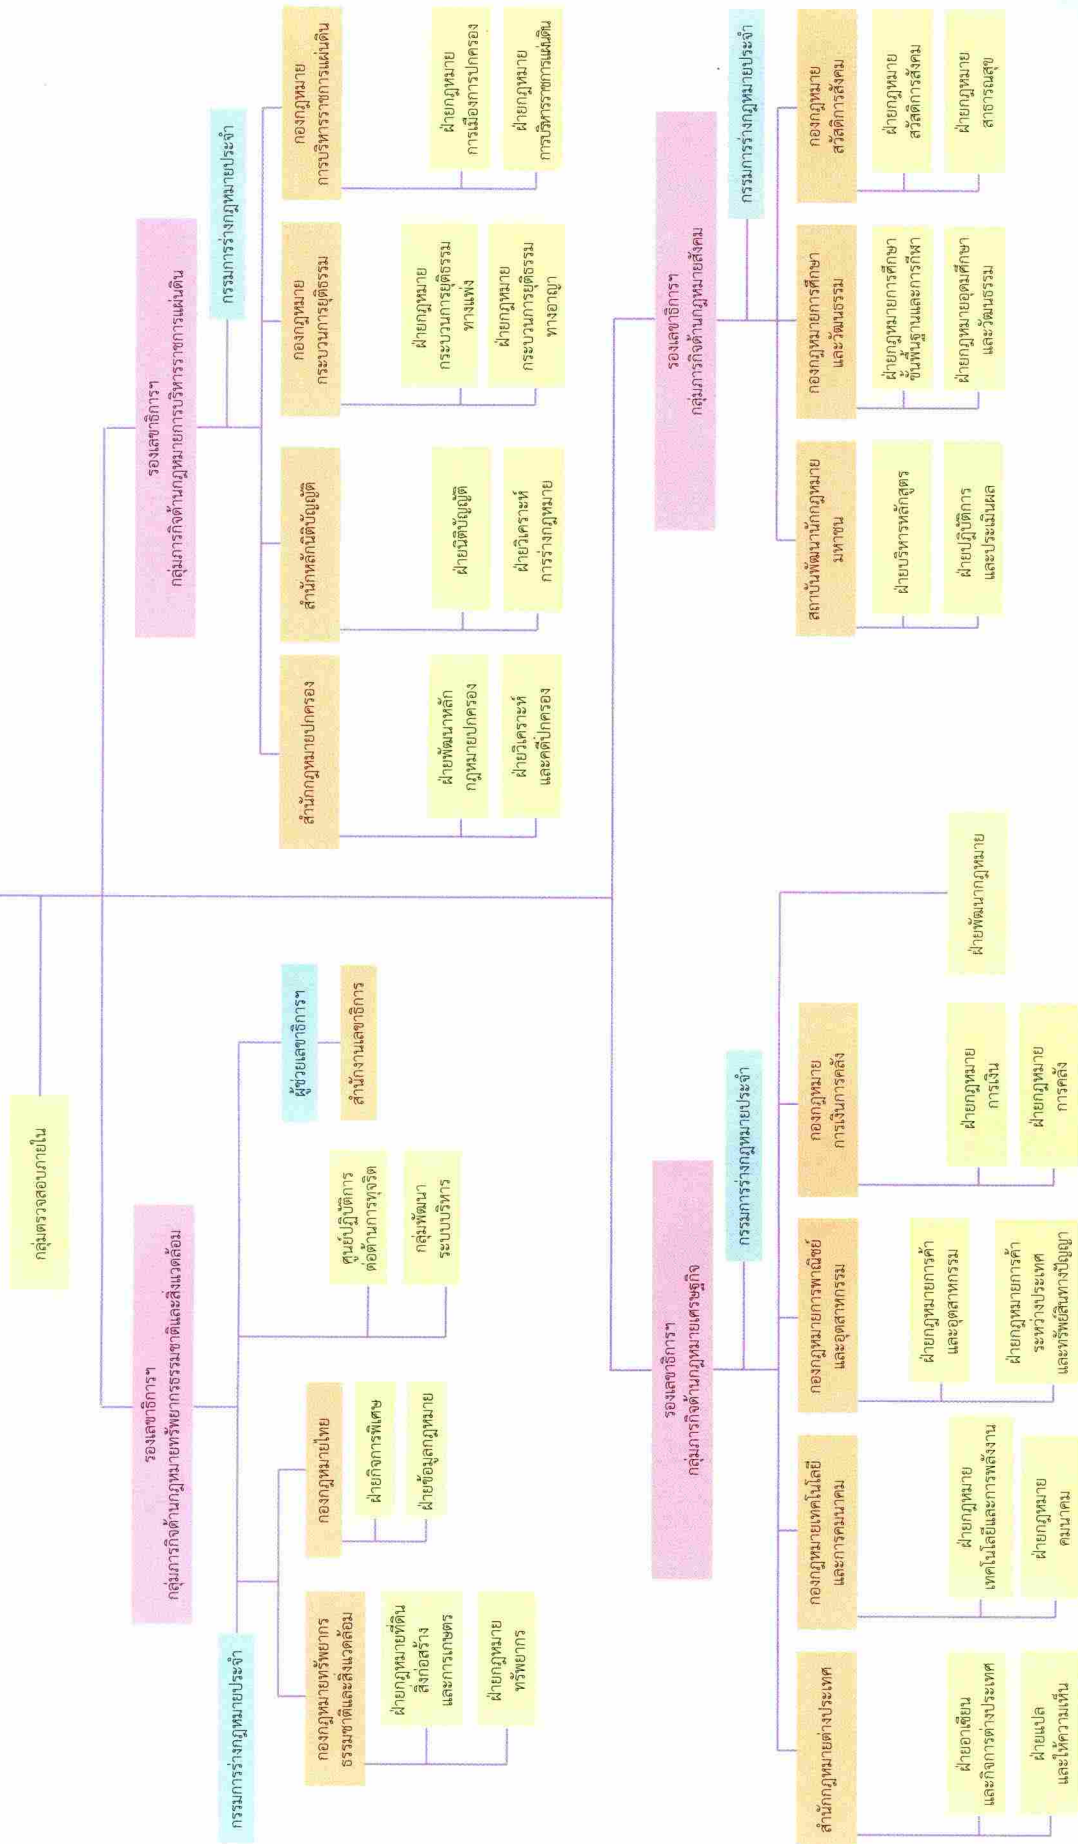 กลุ่มตรวจสอบภายใน
รองเลขาธิการฯ
กลุ่มภารกิจด้านกฎหมายทรัพยากรธรรมชาติและสิ่งแวดล้อม
กรรมการร่างกฎหมายประจำ
ผู้ช่วยเลขาธิการฯ
สำนักงานเลขาธิการ
กองกฎหมายทรัพยากร
ธรรมชาติและสิ่งแวดล้อม
ฝ่ายกฎหมายที่ดิน
สิ่งก่อสร้าง
และการเกษตร
ฝ่ายกฎหมาย
ทรัพยากร
กองกฎหมายไทย
ฝ่ายกิจการพิเศษ
ฝ่ายข้อมูลกฎหมาย
ศูนย์ปฏิบัติการ
ต่อต้านการทุจริต
กลุ่มพัฒนา
ระบบบริหาร
รองเลขาธิการฯ
กลุ่มภารกิจด้านกฎหมายการบริหารราชการแผ่นดิน
กรรมการร่างกฎหมายประจำ
สำนักกฎหมายปกครอง
ฝ่ายพัฒนาหลัก
กฎหมายปกครอง
ฝ่ายวิเคราะห์
และคดีปกครอง
สำนักหลักนิติบัญญัติ
ฝ่ายนิติบัญญัติ
ฝ่ายวิเคราะห์
การร่างกฎหมาย
กองกฎหมาย
กระบวนการยุติธรรม
ฝ่ายกฎหมาย
กระบวนการยุติธรรม
ทางแพ่ง
ฝ่ายกฎหมาย
กระบวนการยุติธรรม
ทางอาญา
กองกฎหมาย
การบริหารราชการแผ่นดิน
ฝ่ายกฎหมาย
การเมืองการปกครอง
ฝ่ายกฎหมาย
การบริหารราชการแผ่นดิน
รองเลขาธิการฯ
กลุ่มภารกิจด้านกฎหมายเศรษฐกิจ
กรรมการร่างกฎหมายประจำ
สำนักกฎหมายต่างประเทศ
ฝ่ายอาเซียน
และกิจการต่างประเทศ
ฝ่ายแปล
และให้ความเห็น
กองกฎหมายเทคโนโลยี
และการคมนาคม
ฝ่ายกฎหมาย
เทคโนโลยีและการพลังงาน
ฝ่ายกฎหมาย
คมนาคม
กองกฎหมายการพาณิชย์
และอุตสาหกรรม
ฝ่ายกฎหมายการค้า
และอุตสาหกรรม
ฝ่ายกฎหมายการค้า
ระหว่างประเทศ
และทรัพย์สินทางปัญญา
กองกฎหมาย
การเงินการคลัง
ฝ่ายกฎหมาย
การเงิน
ฝ่ายกฎหมาย
การคลัง
ฝ่ายพัฒนากฎหมาย
รองเลขาธิการฯ
กลุ่มภารกิจด้านกฎหมายสังคม
กรรมการร่างกฎหมายประจำ
สถาบันพัฒนานักกฎหมาย
มหาชน
ฝ่ายบริหารหลักสูตร
ฝ่ายปฏิบัติการ
และประเมินผล
กองกฎหมายการศึกษา
และวัฒนธรรม
ฝ่ายกฎหมายการศึกษา
ขั้นพื้นฐานและการกีฬา
ฝ่ายกฎหมายอุดมศึกษา
และวัฒนธรรม
กองกฎหมาย
สวัสดิการสังคม
ฝ่ายกฎหมาย
สวัสดิการสังคม
ฝ่ายกฎหมาย
สาธารณสุข